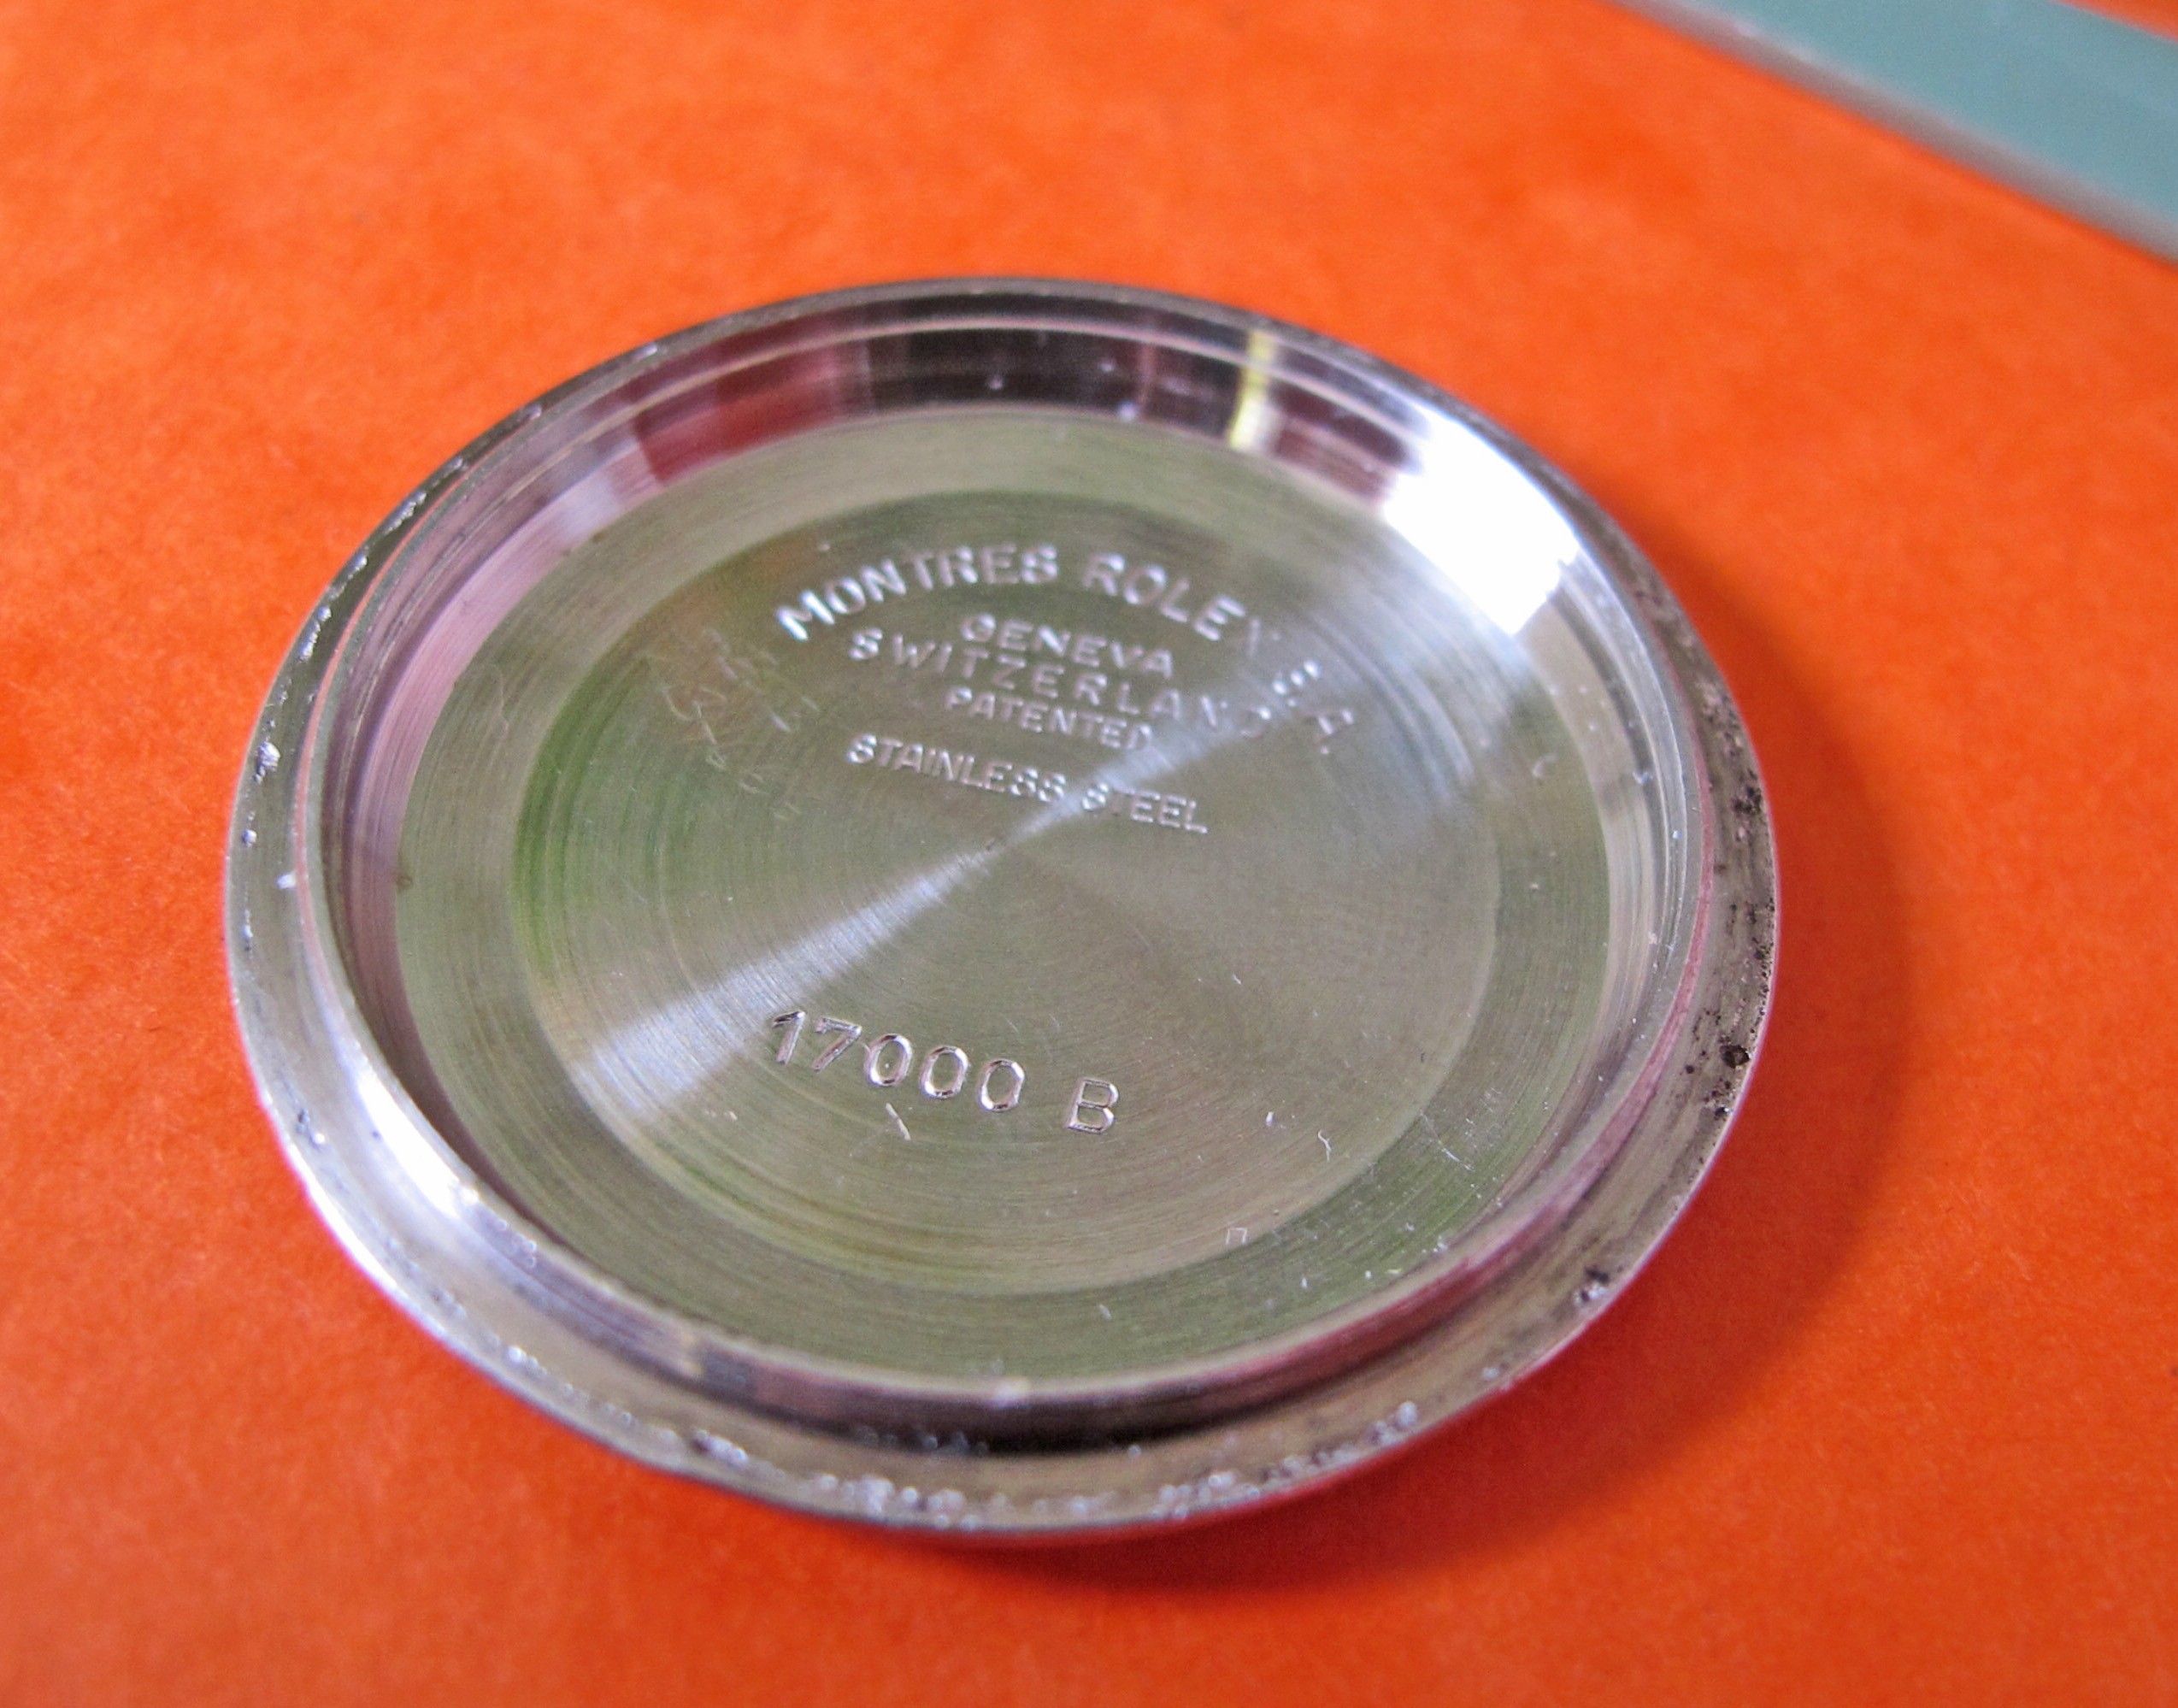 MONTRES ROLEX S.A.
GENEVA
SWITZERLAND
PATENTED
STAINLESS STEEL
17000 B